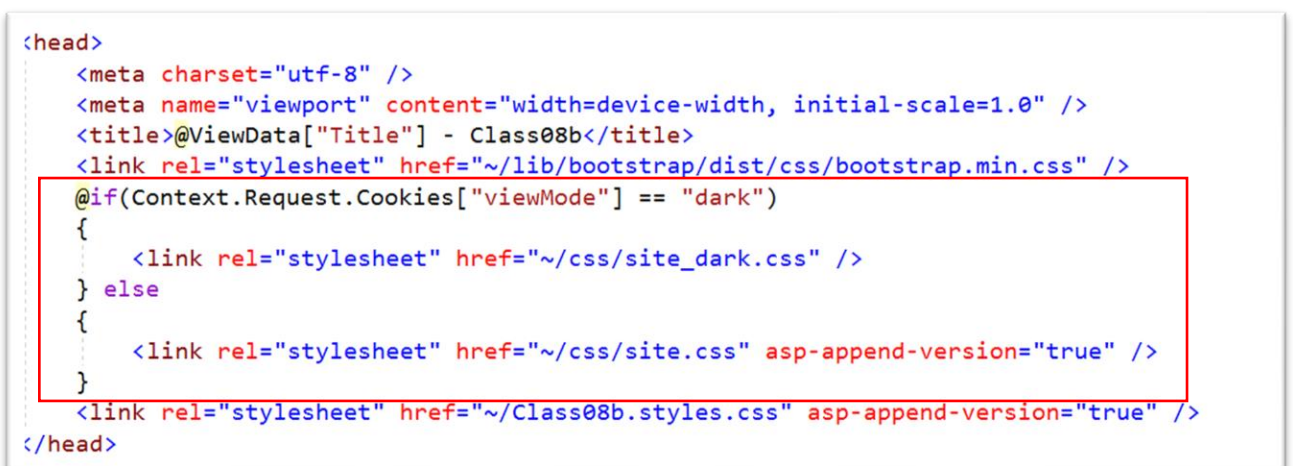 <head>
<meta charset="utf-8" />
<meta name="viewport" content="width=device-width, initial-scale=1.0" />
<title>@ViewData["Title"] - Class08b</title>
<link rel="stylesheet" href="~/lib/bootstrap/dist/css/bootstrap.min.css" />
@if(Context.Request.Cookies["viewMode"] == "dark")
{
<link rel="stylesheet" href="~/css/site_dark.css" />
} else
{
<link rel="stylesheet" href="~/css/site.css" asp-append-version="true" />
}
<link rel="stylesheet" href="~/Class08b.styles.css" asp-append-version="true" />
</head>